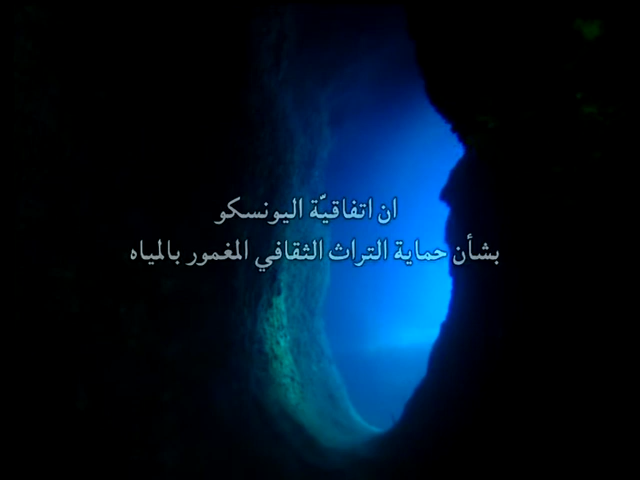 ان اتفاقيّة اليونسكو
بشأن حماية التراث الثقافي المغمور بالمياه